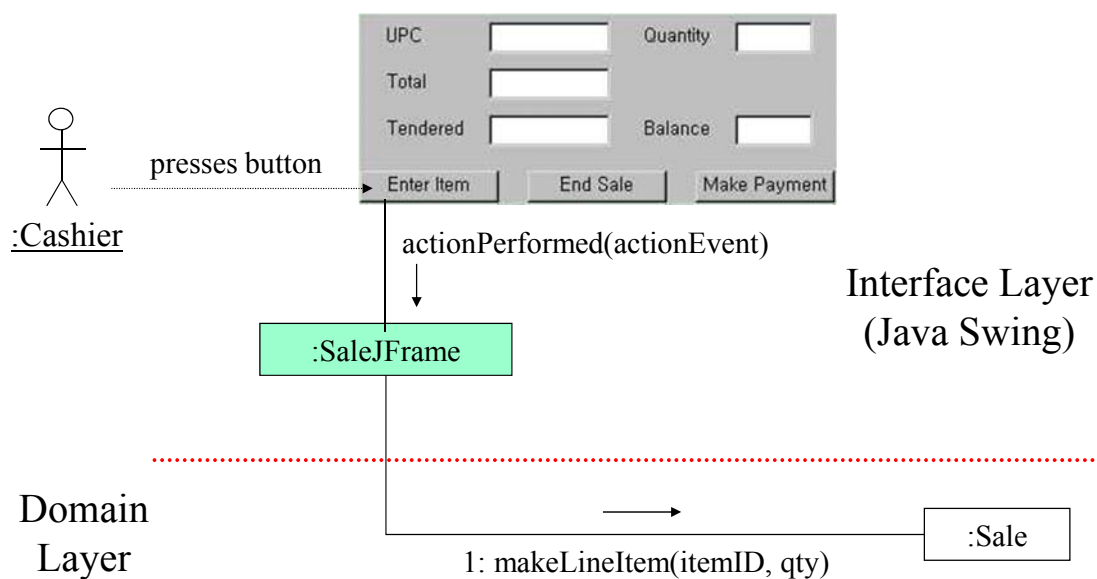 UPC Quantity
Total
Tendered Balance
Enter Item End Sale Make Payment
presses button
:Cashier
actionPerformed(actionEvent)
Interface Layer
(Java Swing)
:SaleJFrame
Domain
Layer
:Sale
1: makeLineItem(itemID, qty)